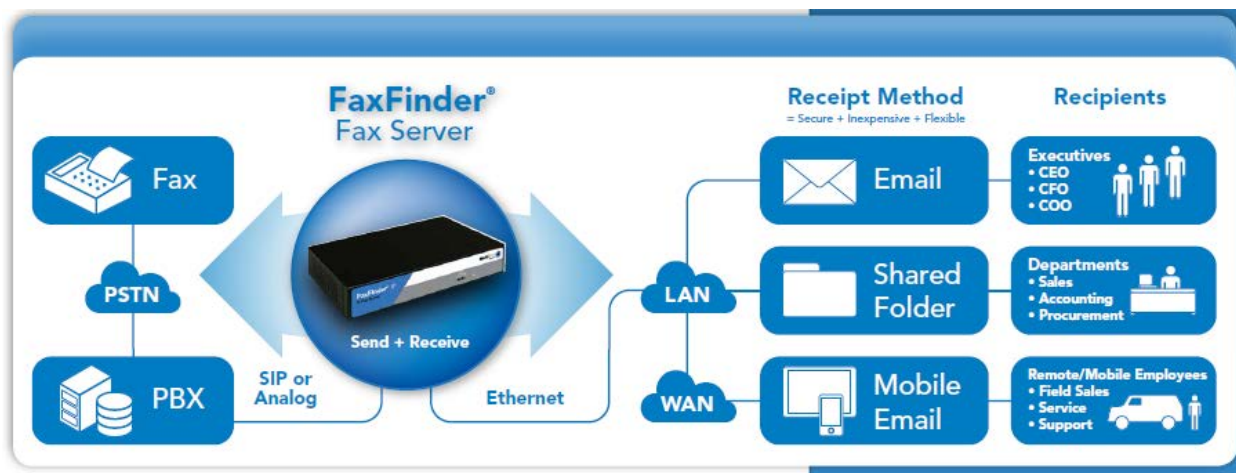 FaxFinder®
Fax Server
Receipt Method
= Secure + Inexpensive + Flexible
Recipients
Fax
PSTN
PBX
SIP or
Analog
FaxFinder
Send + Receive
Ethernet
LAN
WAN
Email
Shared
Folder
Mobile
Email
Executives
• CEO
• CFO
• COO
Departments
• Sales
• Accounting
• Procurement
Remote/Mobile Employees
• Field Sales
• Service
• Support